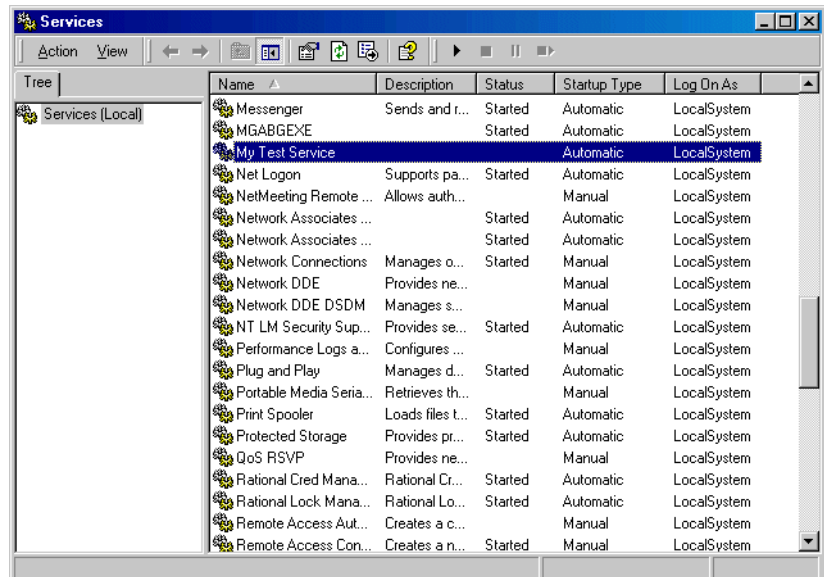 Services
Action View
Tree
Services (Local)
Name Description Status Startup Type Log On As
Messenger Sends and r... Started Automatic LocalSystem
MGABGEXE Started Automatic LocalSystem
My Test Service Automatic LocalSystem
Net Logon Supports pa... Started Automatic LocalSystem
NetMeeting Remote ... Allows auth... Manual LocalSystem
Network Associates ... Started Automatic LocalSystem
Network Associates ... Started Automatic LocalSystem
Network Connections Manages o... Started Manual LocalSystem
Network DDE Provides ne... Manual LocalSystem
Network DDE DSDM Manages s... Manual LocalSystem
NT LM Security Sup... Provides se... Started Automatic LocalSystem
Performance Logs a... Configures ... Manual LocalSystem
Plug and Play Manages d... Started Automatic LocalSystem
Portable Media Seria... Retrieves th... Manual LocalSystem
Print Spooler Loads files t... Started Automatic LocalSystem
Protected Storage Provides pr... Started Automatic LocalSystem
QoS RSVP Provides ne... Manual LocalSystem
Rational Cred Mana... Rational Cr... Started Automatic LocalSystem
Rational Lock Mana... Rational Lo... Started Automatic LocalSystem
Remote Access Aut... Creates a c... Manual LocalSystem
Remote Access Con... Creates a n... Started Manual LocalSystem